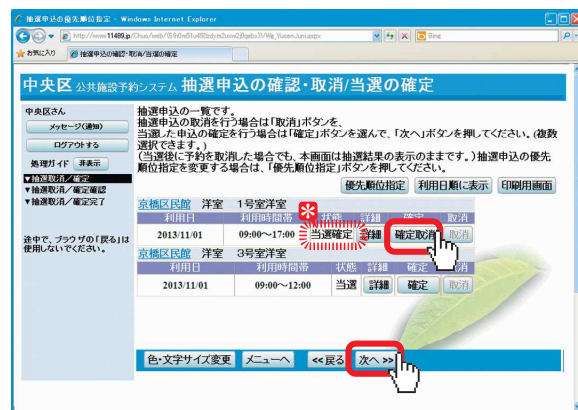 抽選申込の優先順位指定 - Windows Internet Explorer
Bing
お気に入り
抽選申込の確認・取消/当選の確定
中央区 公共施設予約システム 抽選申込の確認・取消/当選の確定
中央区さん
メッセージ(通知)
ログアウトする
処理ガイド 非表示
▼抽選取消/確定
▼抽選取消/確定確認
▼抽選取消/確定完了
途中で、ブラウザの「戻る」は
使用しないでください。
抽選申込の一覧です。
抽選申込の取消を行う場合は「取消」ボタンを、
当選した申込の確定を行う場合は「確定」ボタンを選んで、「次へ」ボタンを押してください。(複数
選択できます。)
(当選後に予約を取消した場合でも、本画面は抽選結果の表示のままです。)抽選申込の優先
順位を変更する場合は、「優先順位指定」ボタンを押してください。
優先順位指定 利用日順に表示 印刷用画面
京橋区民館 洋室 1号室洋室
利用日 利用時間帯 状態 詳細 確定 取消
※
2013/11/01 09:00~17:00 当選確定 詳細 確定取消 取消
京橋区民館 洋室 3号室洋室
利用日 利用時間帯 状態 詳細 確定 取消
2013/11/01 09:00~12:00 当選 詳細 確定 取消
色・文字サイズ変更 メニューへ <<戻る 次へ >>